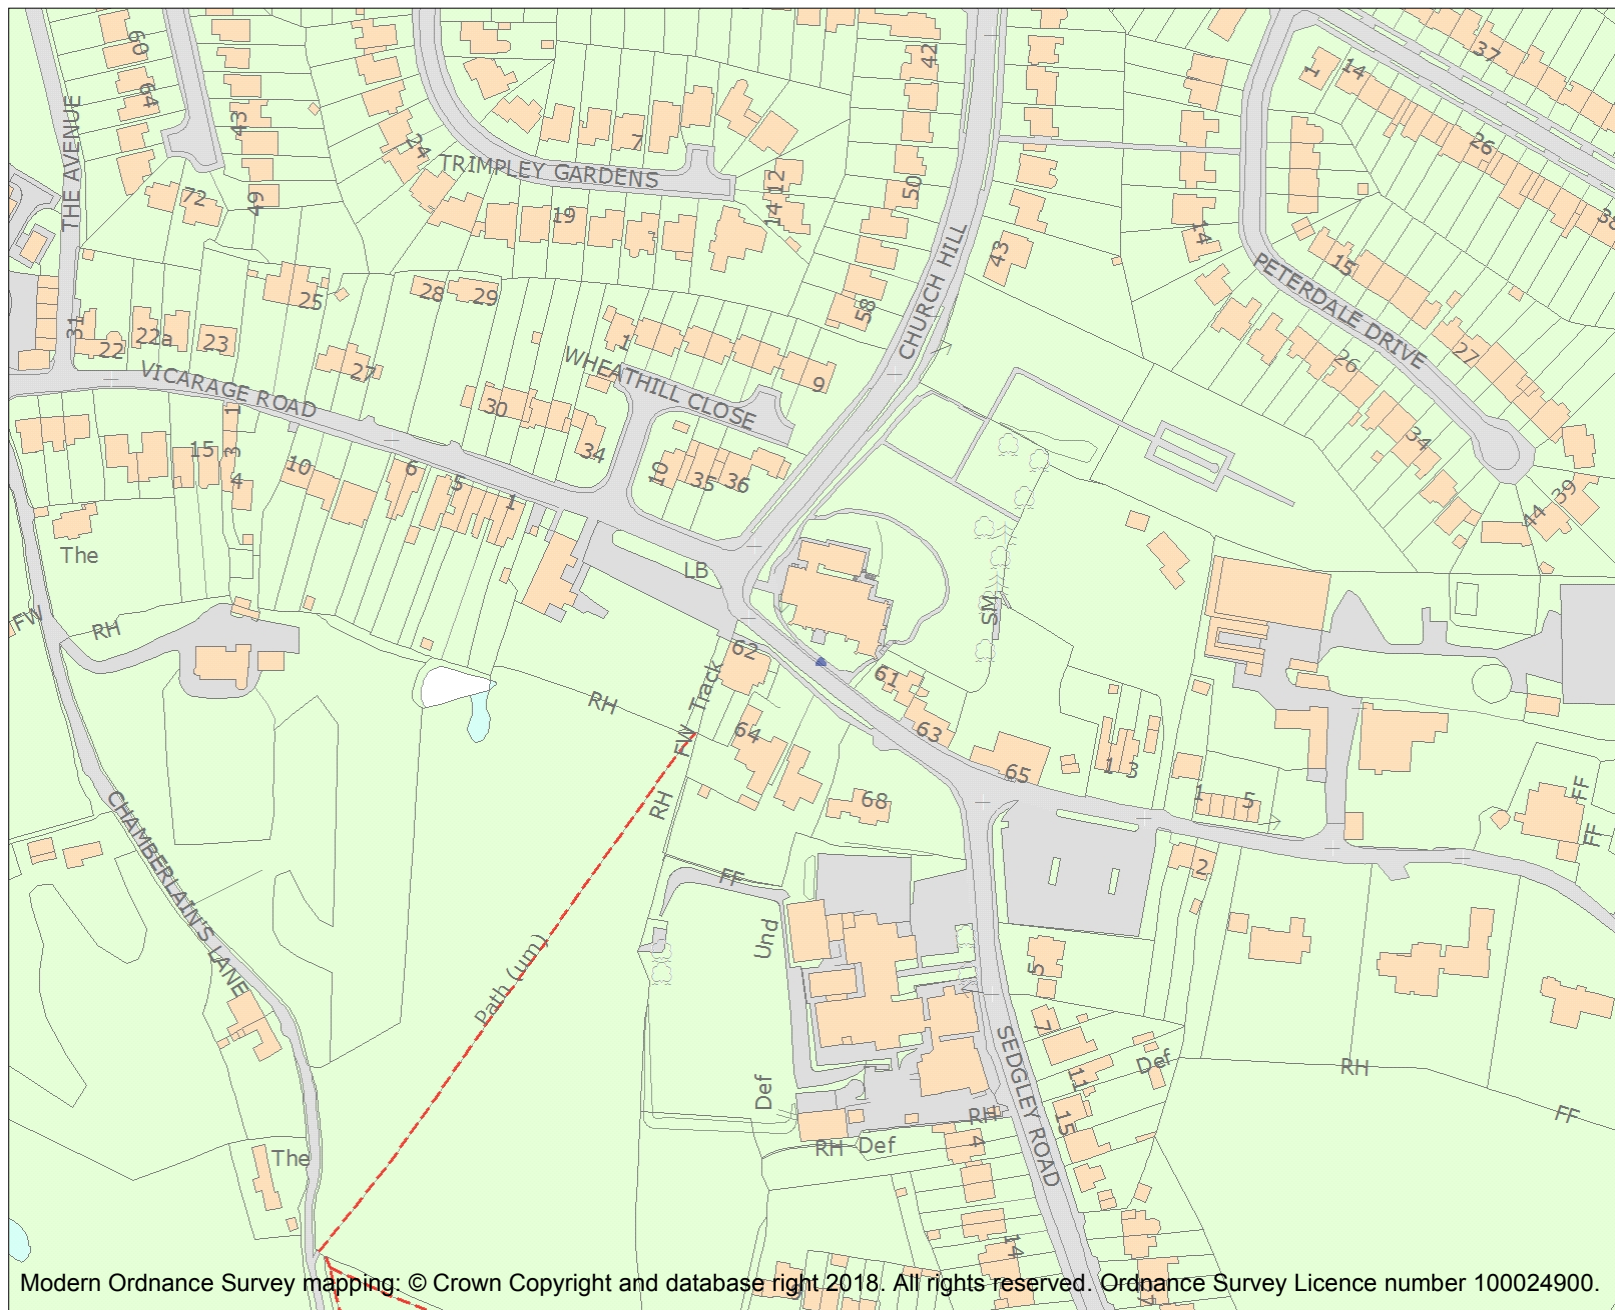 60
64
THE AVENUE
43
24
72
49
TRIMPLEY GARDENS
7
19
12
14
42
50
58
CHURCH HILL
43
14
1
14
37
26
38
15
PETERDALE DRIVE
26
27
34
39
44
31
22
22a
23
25
28
29
27
VICARAGE ROAD
WHEATHILL CLOSE
1
9
30
34
10
35
36
1
3
4
15
10
6
5
1
The
FW
RH
LB
SM
62
Track
FW
RH
64
61
63
65
68
1
3
1
5
2
FF
FF
RH
FF
CHAMBERLAIN'S LANE
Path (um)
Und
Def
5
7
11
15
Def
RH
FF
SEDGLEY ROAD
RH
RH
Def
4
14
The
Modern Ordnance Survey mapping: © Crown Copyright and database right 2018. All rights reserved. Ordnance Survey Licence number 100024900.